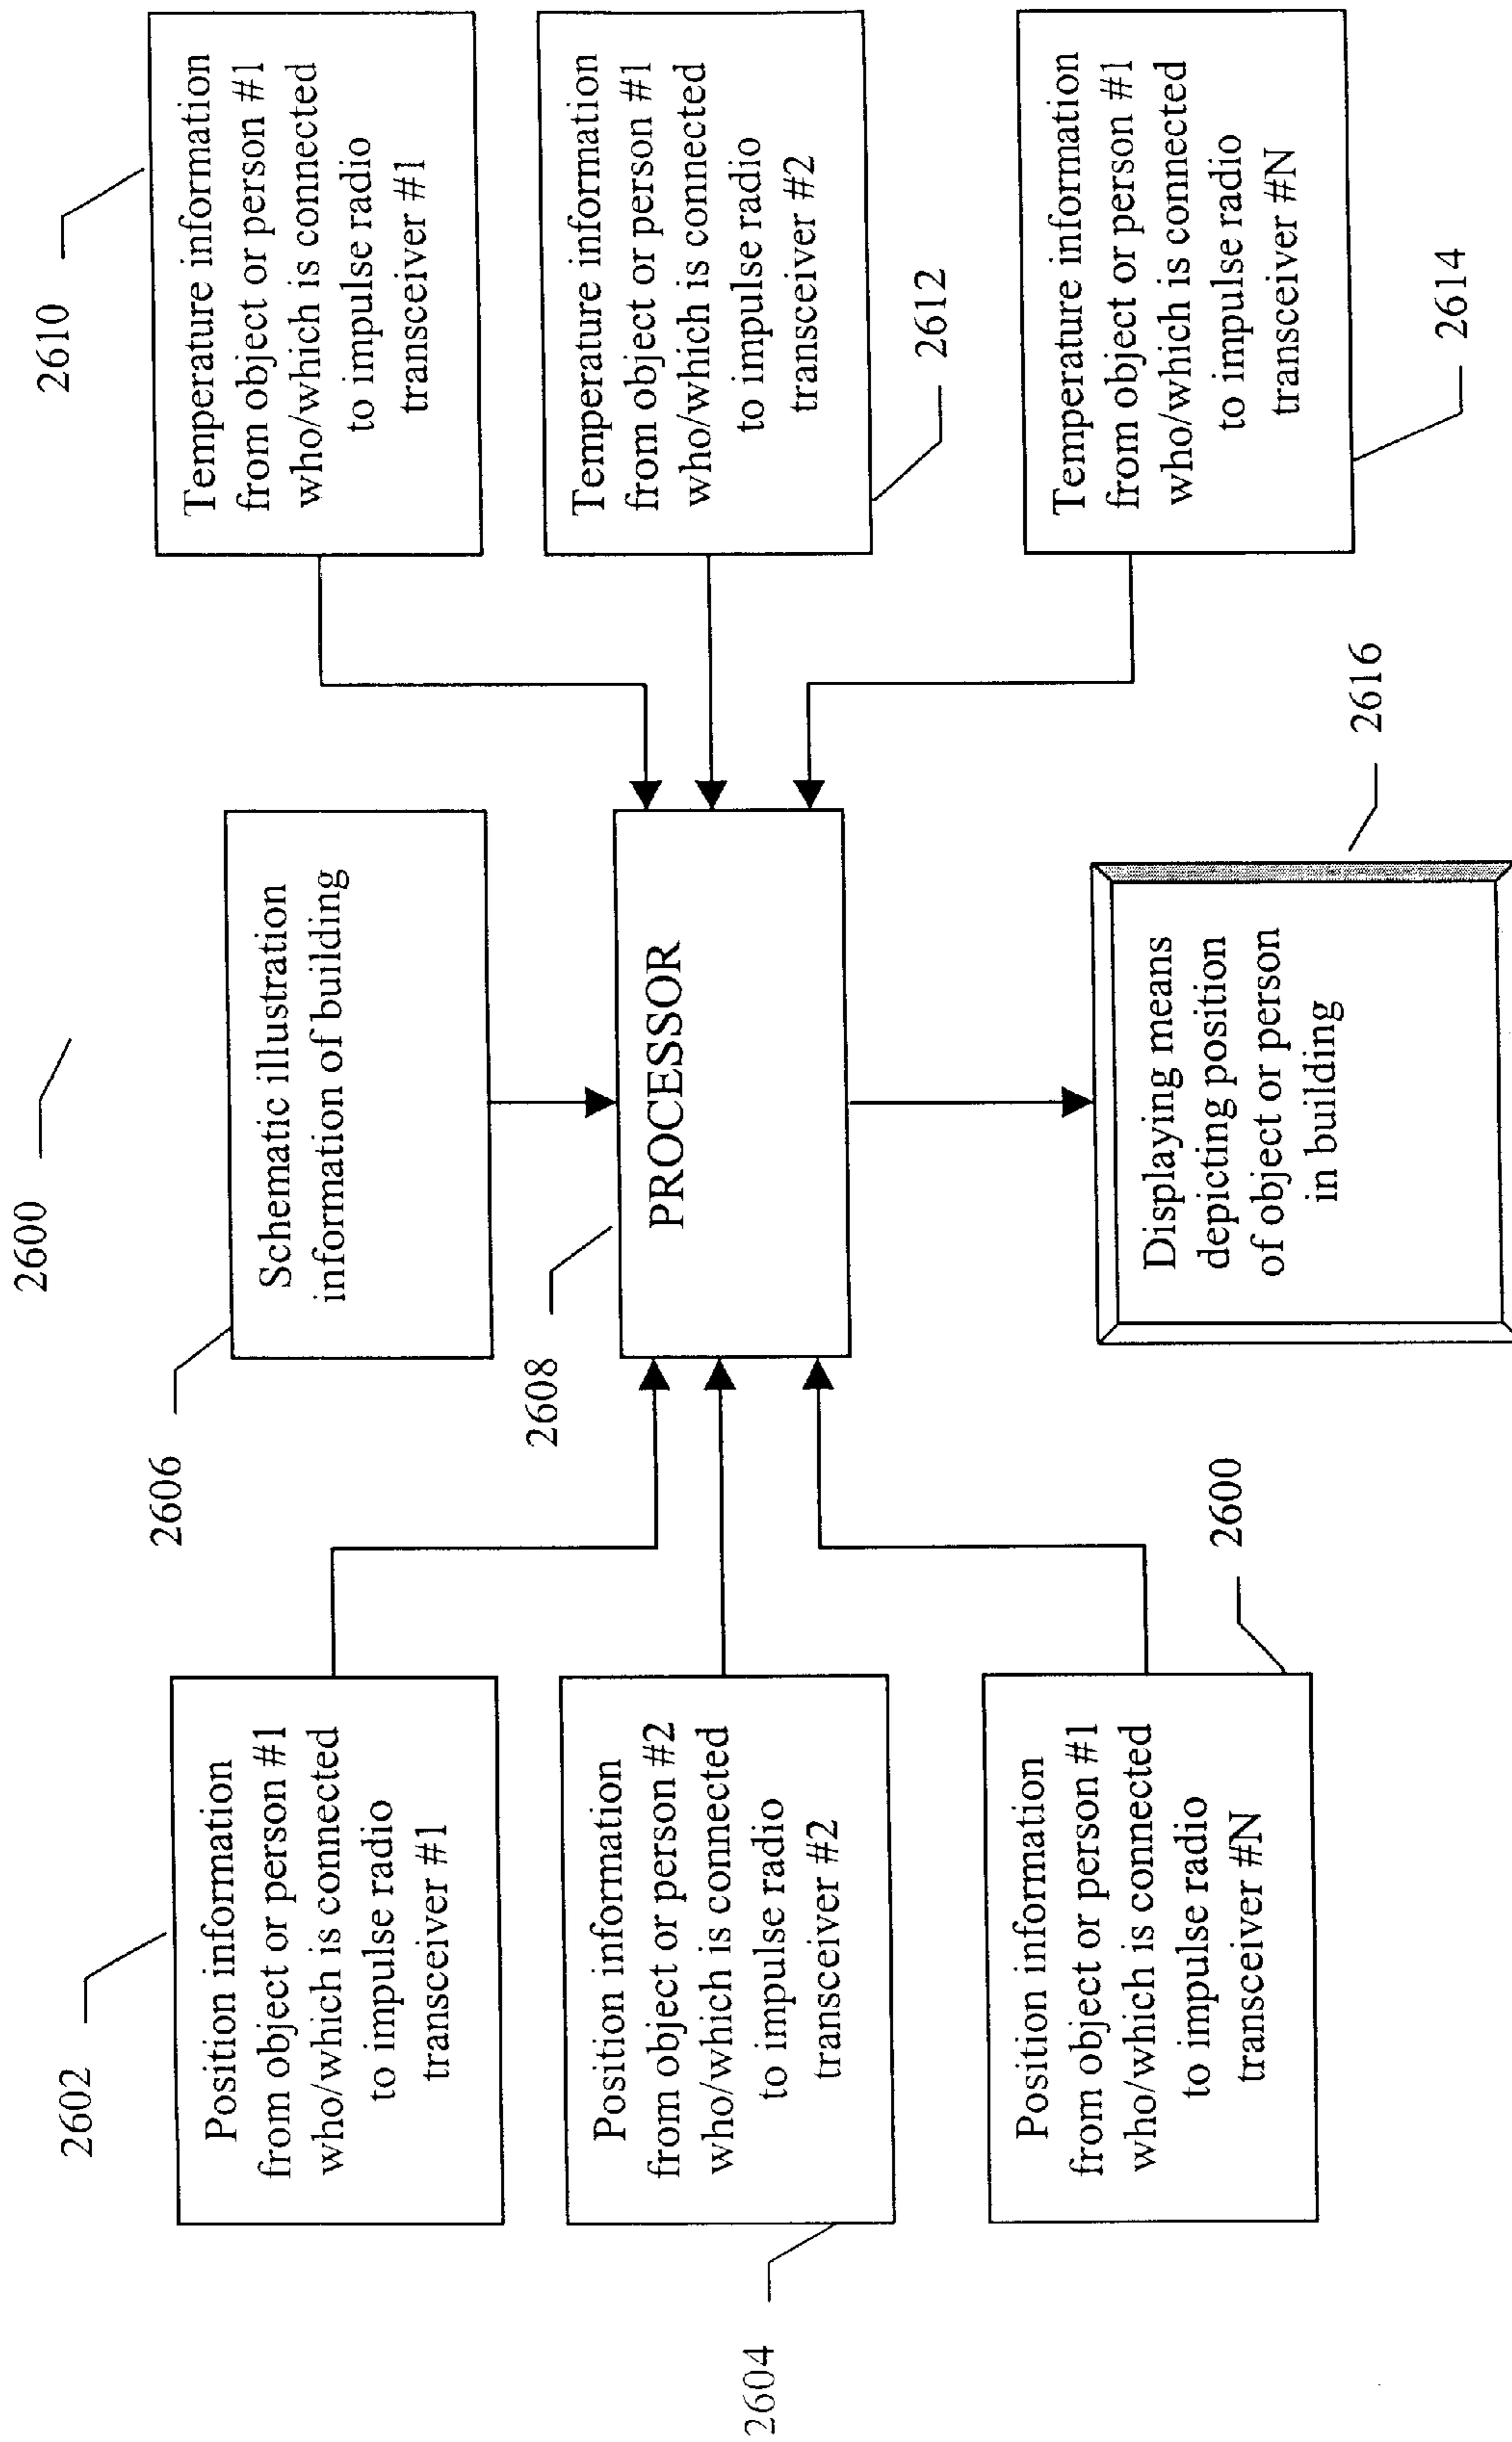 2600
2602
Position information
from object or person #1
who/which is connected
to impulse radio
transceiver #1
2604
Position information
from object or person #2
who/which is connected
to impulse radio
transceiver #2
2600
Position information
from object or person #1
who/which is connected
to impulse radio
transceiver #N
2606
Schematic illustration
information of building
2608
PROCESSOR
2616
Displaying means
depicting position
of object or person
in building
2610
Temperature information
from object or person #1
who/which is connected
to impulse radio
transceiver #1
2612
Temperature information
from object or person #1
who/which is connected
to impulse radio
transceiver #2
2614
Temperature information
from object or person #1
who/which is connected
to impulse radio
transceiver #N